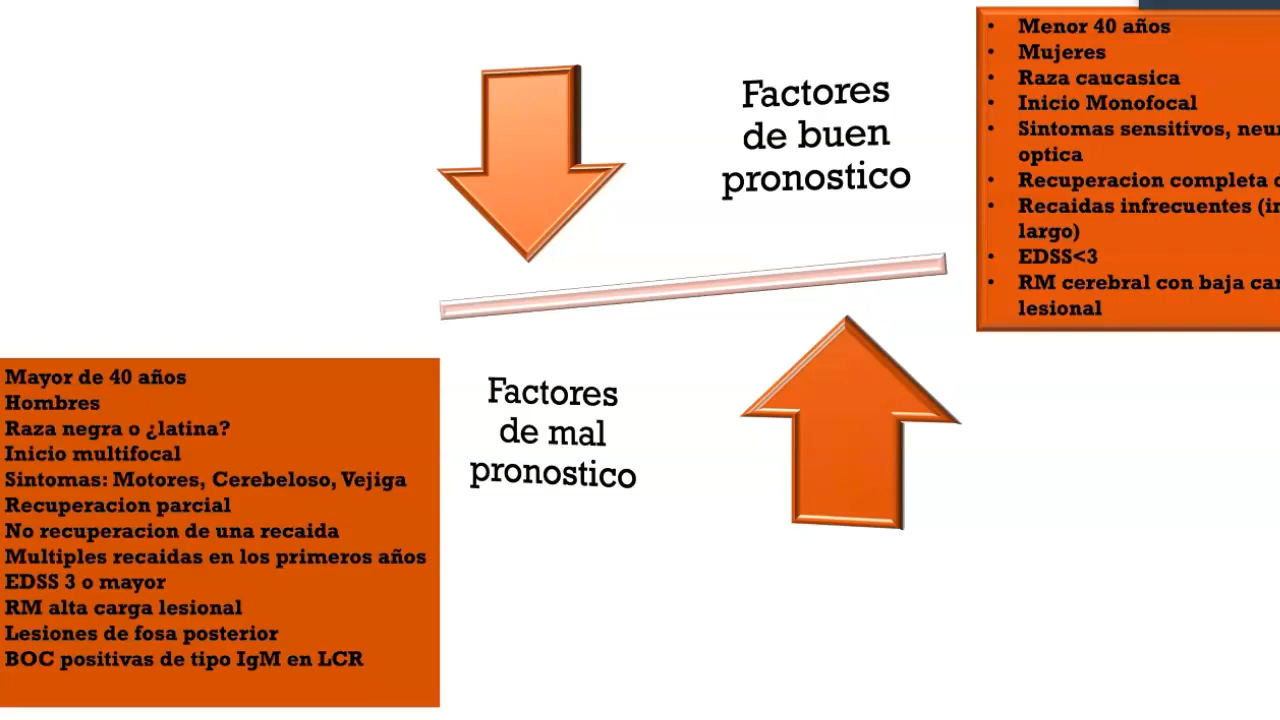 Factores
de buen
pronostico
• Menor 40 años
• Mujeres
• Raza caucasica
• Inicio Monofocal
• Sintomas sensitivos,
optica
• Recuperacion completa
• Recaidas infrecuentes
largo)
• EDSS<3
• RM cerebral con baja
lesional
Factores
de mal
pronostico
Mayor de 40 años
Hombres
Raza negra o ¿latina?
Inicio multifocal
Sintomas: Motores, Cerebeloso, Vejiga
Recuperacion parcial
No recuperacion de una recaida
Multiples recaidas en los primeros años
EDSS 3 o mayor
RM alta carga lesional
Lesiones de fosa posterior
BOC positivas de tipo IgM en LCR